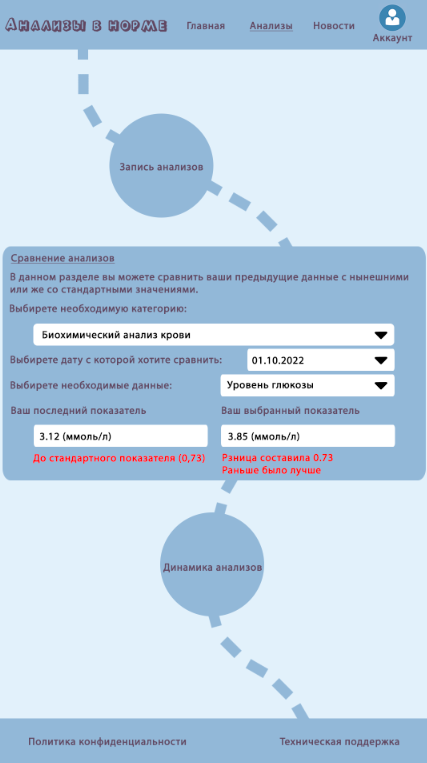 Анализы в норме
Главная
Анализы
Новости
Аккаунт
Запись анализов
Сравнение анализов
В данном разделе вы можете сравнить ваши предыдущие данные с нынешними
или же со стандартными значениями.
Выбирете необходимую категорию:
Биохимический анализ крови
Выбирете дату с которой хотите сравнить:
01.10.2022
Выбирете необходимые данные:
Уровень глюкозы
Ваш последний показатель
Ваш выбранный показатель
3.12 (ммоль/л)
3.85 (ммоль/л)
До стандартного показателя (0,73)
Рзница составила 0.73
Раньше было лучше
Динамика анализов
Политика конфиденциальности
Техническая поддержка